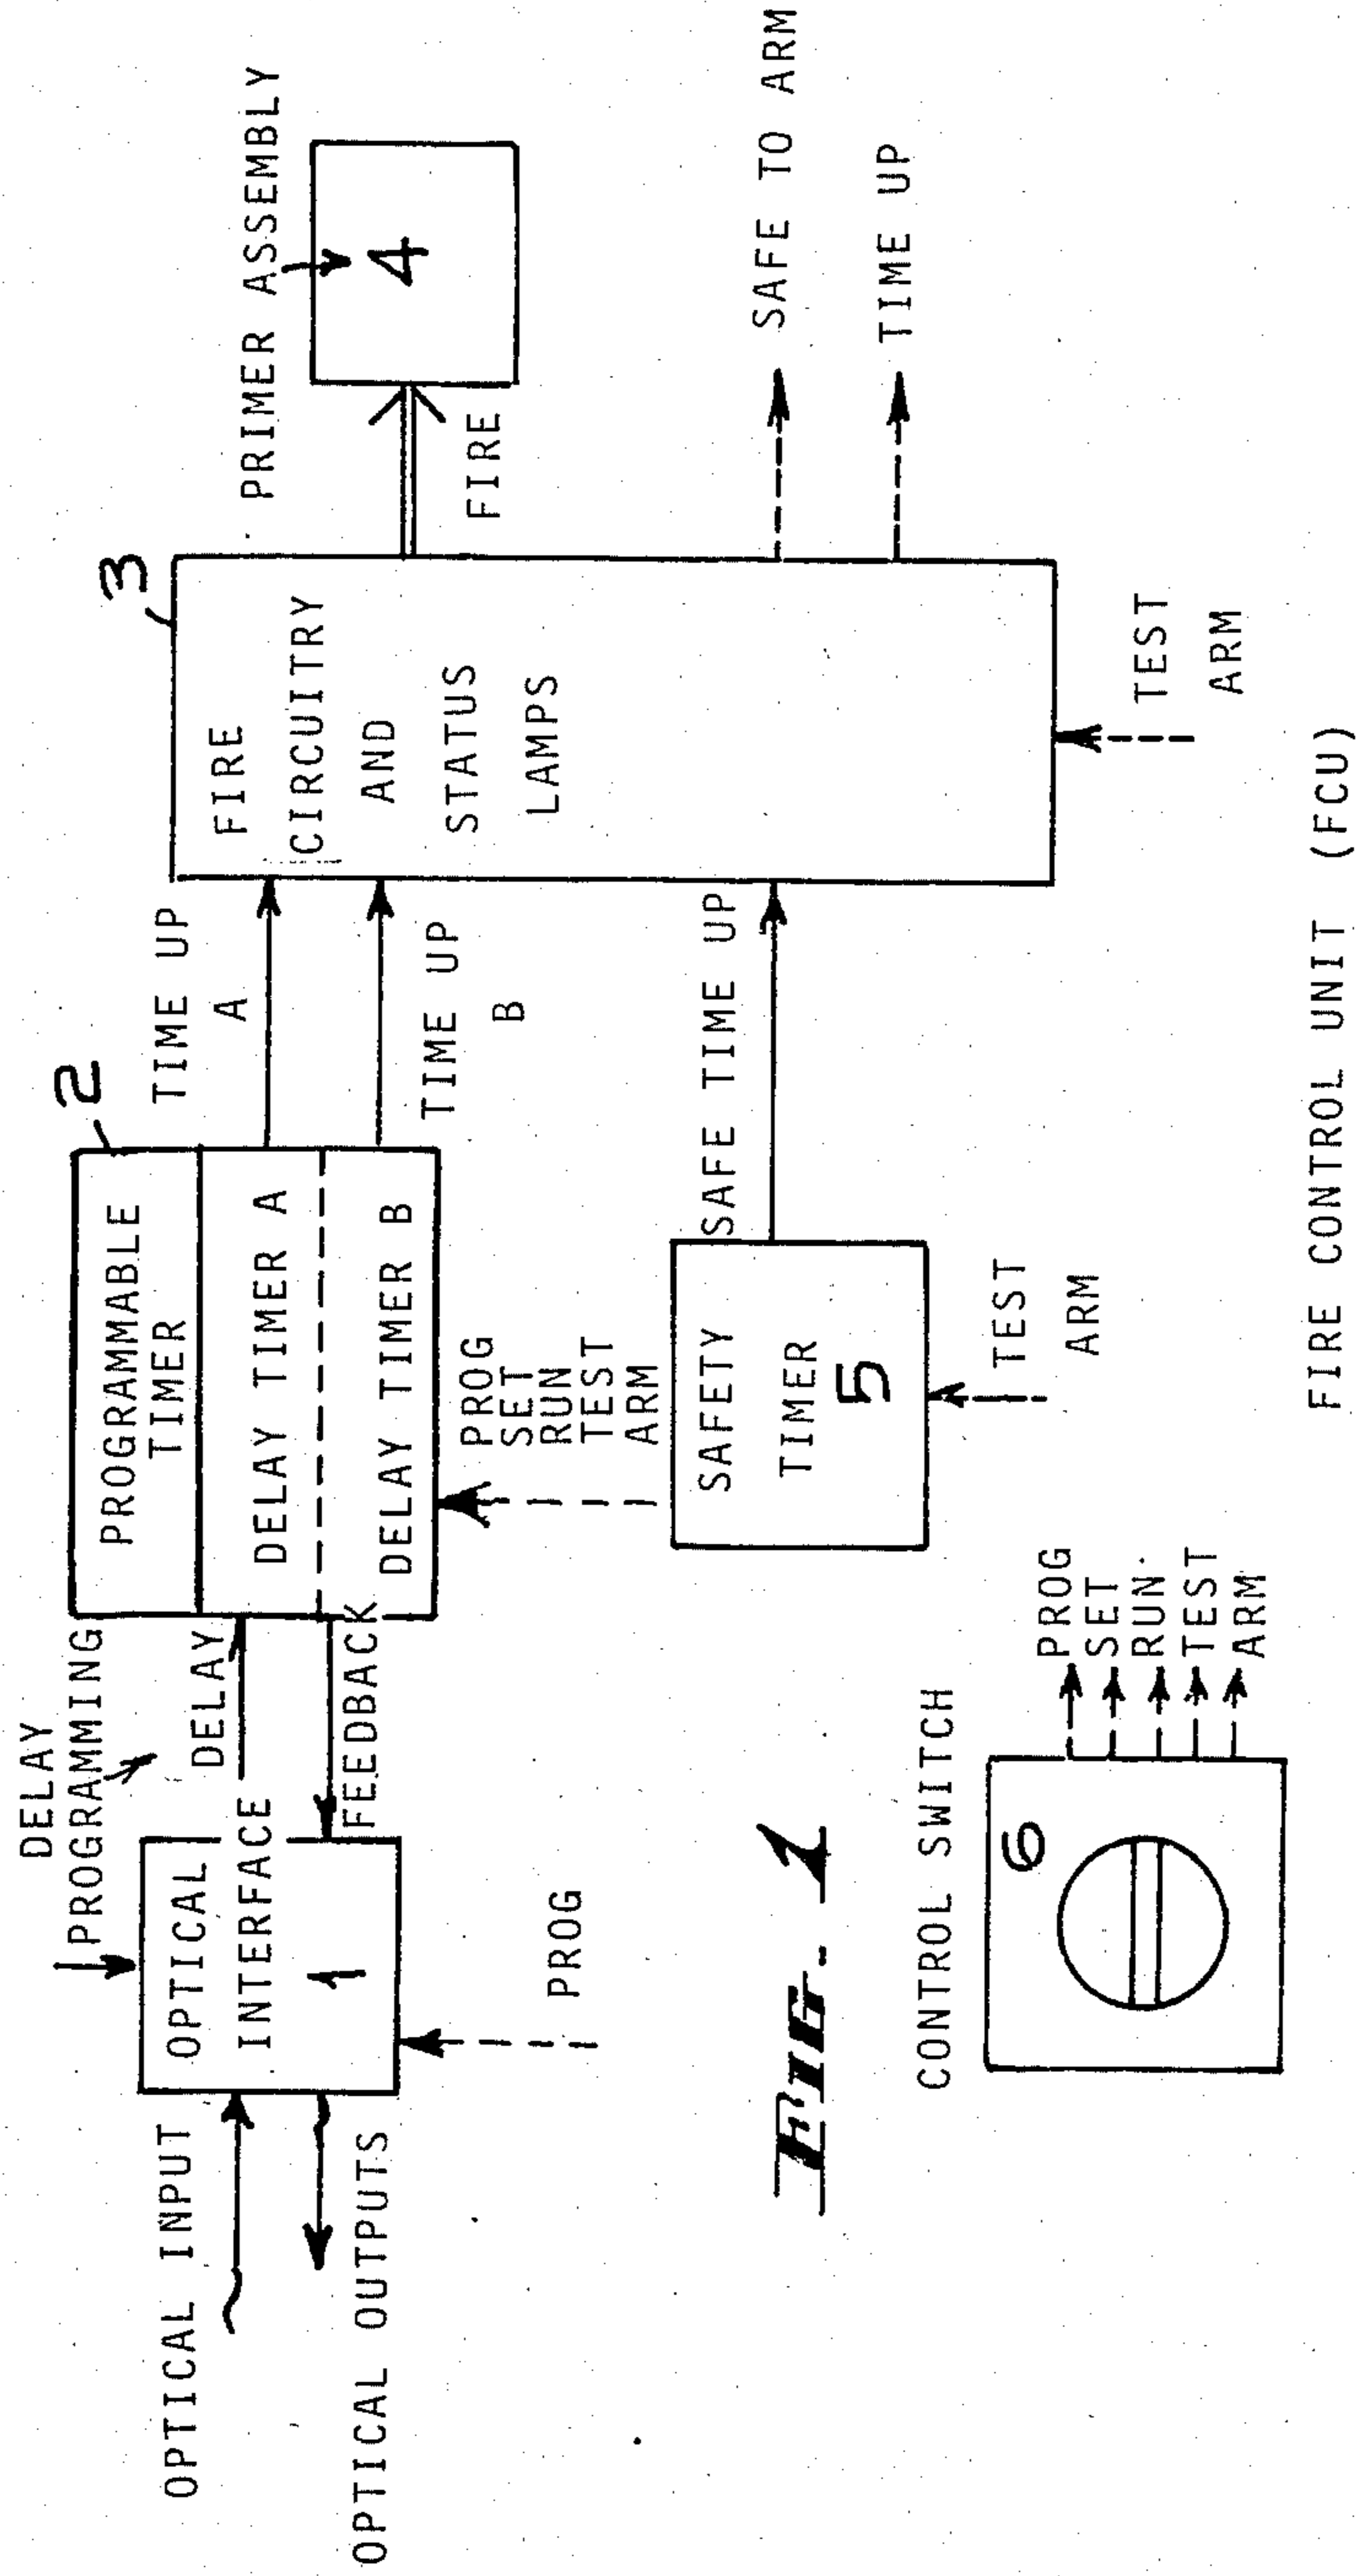 DELAY
PROGRAMMING
OPTICAL INPUT
OPTICAL OUTPUTS
OPTICAL
INTERFACE
1
PROG
DELAY
FEEDBACK
2
PROGRAMMABLE
TIMER
DELAY TIMER A
DELAY TIMER B
PROG
SET
RUN
TEST
ARM
TIME UP
A
TIME UP
B
3
FIRE
CIRCUITRY
AND
STATUS
LAMPS
PRIMER ASSEMBLY
4
FIRE
SAFE TO ARM
TIME UP
TEST
ARM
SAFETY
TIMER
5
SAFE TIME UP
TEST
ARM
FIG. 1
CONTROL SWITCH
6
PROG
SET
RUN
TEST
ARM
FIRE CONTROL UNIT (FCU)